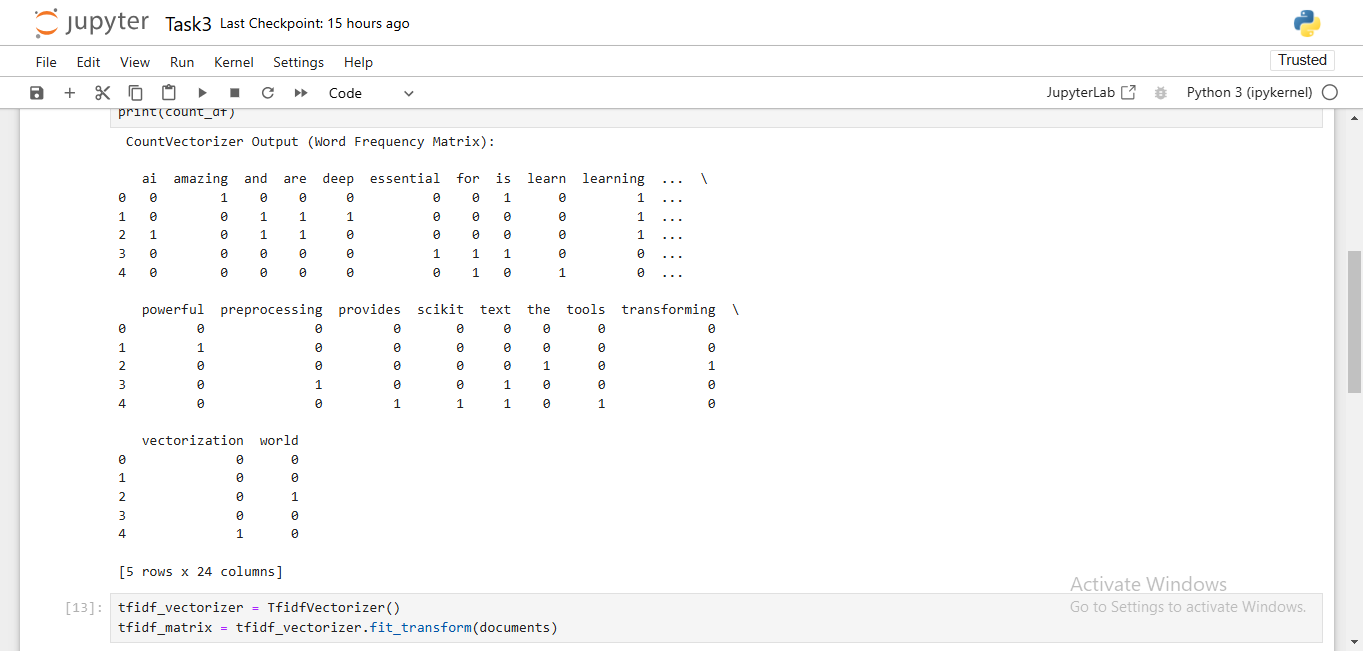 jupyter Task3 Last Checkpoint: 15 hours ago
File Edit View Run Kernel Settings Help Trusted
Code JupyterLab Python 3 (ipykernel)
print(count_df)
CountVectorizer Output (Word Frequency Matrix):
ai amazing and are deep essential for is learn learning ... \
0 0 1 0 0 0 0 0 1 0 1 ...
1 0 0 1 1 1 0 0 0 0 1 ...
2 1 0 1 1 0 0 0 0 0 1 ...
3 0 0 0 0 0 1 1 1 0 0 ...
4 0 0 0 0 0 0 1 0 1 0 ...
powerful preprocessing provides scikit text the tools transforming \
0 0 0 0 0 0 0 0 0
1 1 0 0 0 0 0 0 0
2 0 0 0 0 0 1 0 1
3 0 1 0 0 1 0 0 0
4 0 0 1 1 1 0 1 0
vectorization world
0 0 0
1 0 0
2 0 1
3 0 0
4 1 0
[5 rows x 24 columns]
Activate Windows
Go to Settings to activate Windows.
[13]: tfidf_vectorizer = TfidfVectorizer()
tfidf_matrix = tfidf_vectorizer.fit_transform(documents)